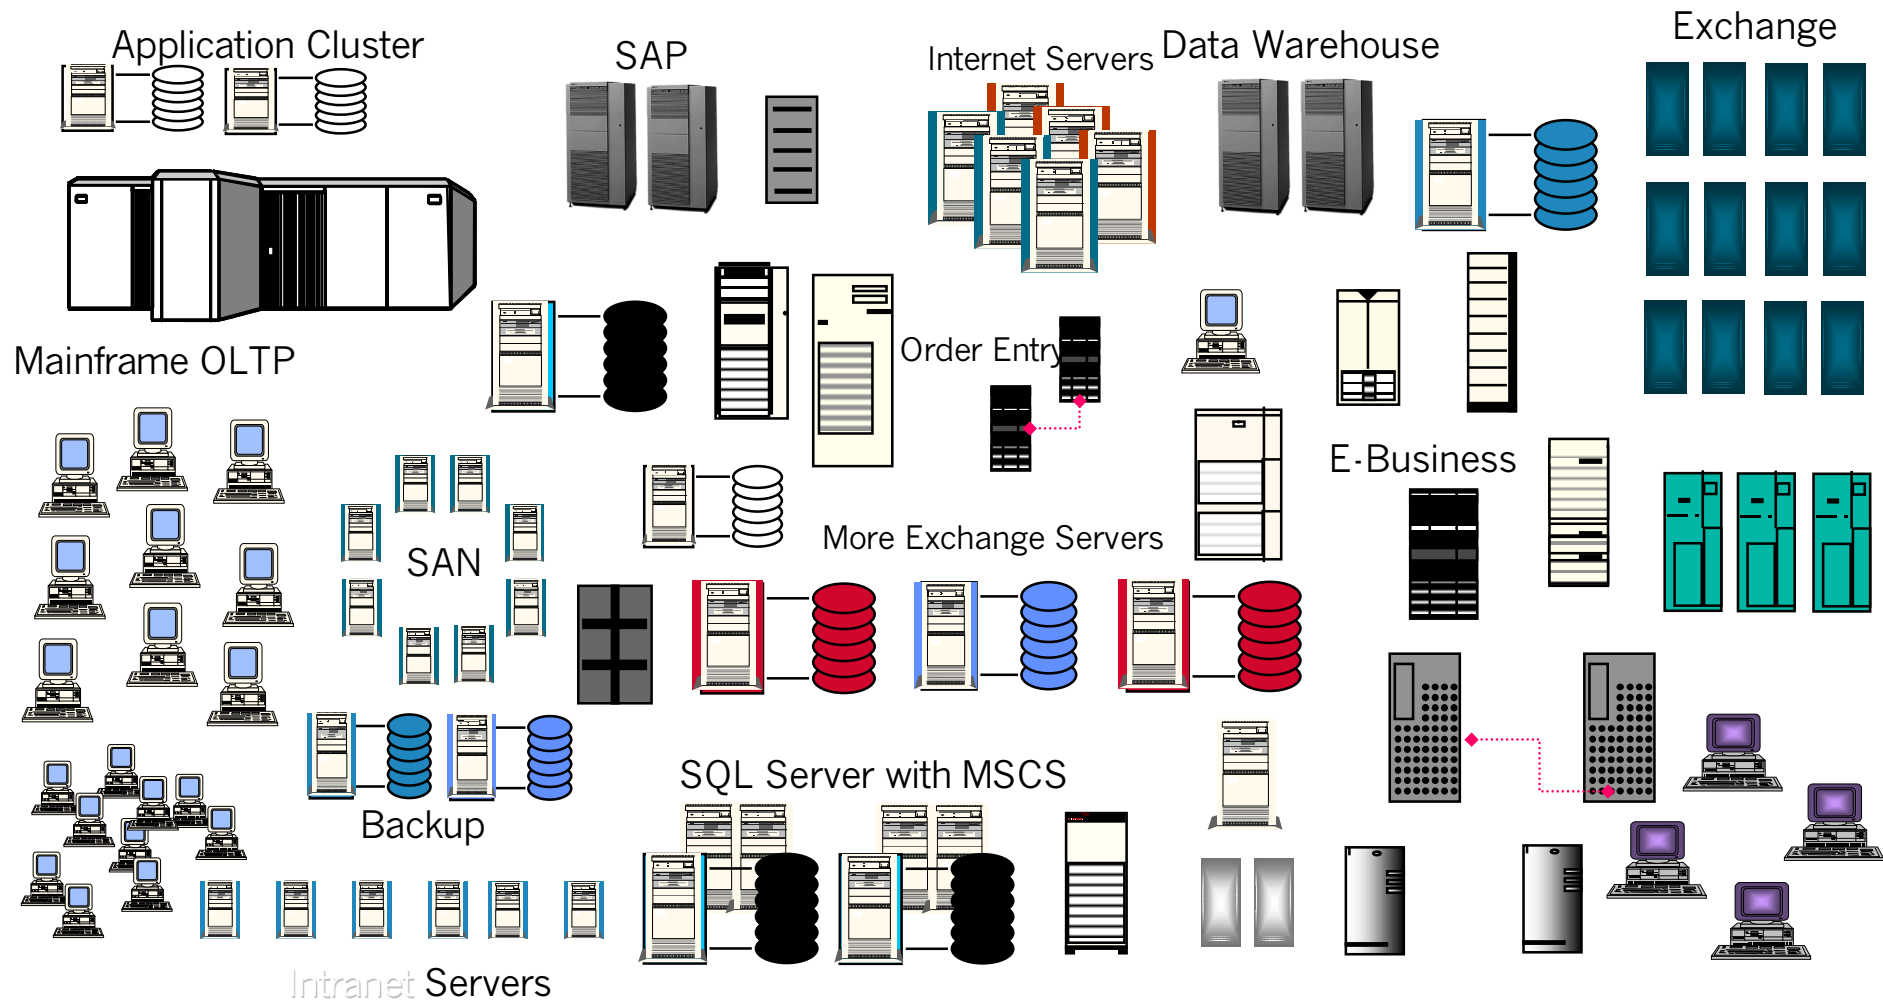 Application Cluster
SAP
Internet Servers
Data Warehouse
Exchange
Mainframe OLTP
Order Entry
E-Business
SAN
More Exchange Servers
SQL Server with MSCS
Backup
Intranet Servers